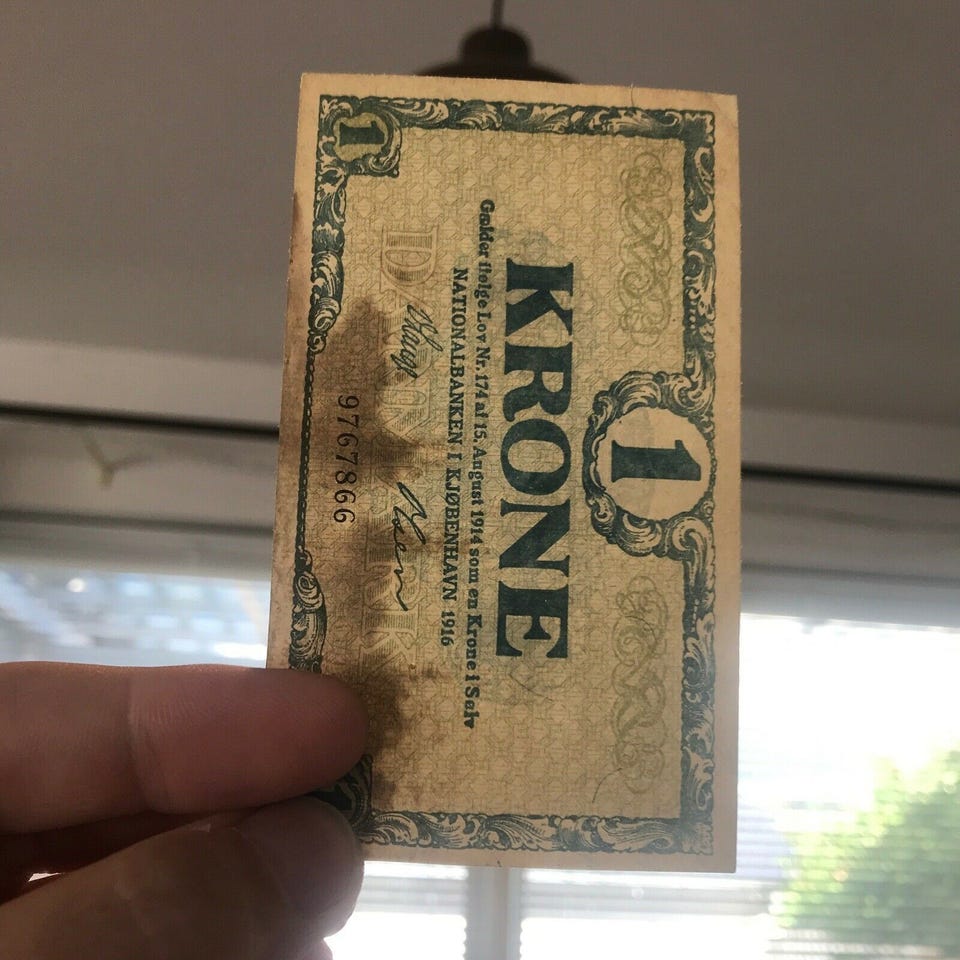 1
KRONE
Gælder ifølge Lov Nr. 174 af 15. August 1914 som en Krone i Sølv
NATIONALBANKEN I KJØBENHAVN 1916
DANMARK
9767866
1